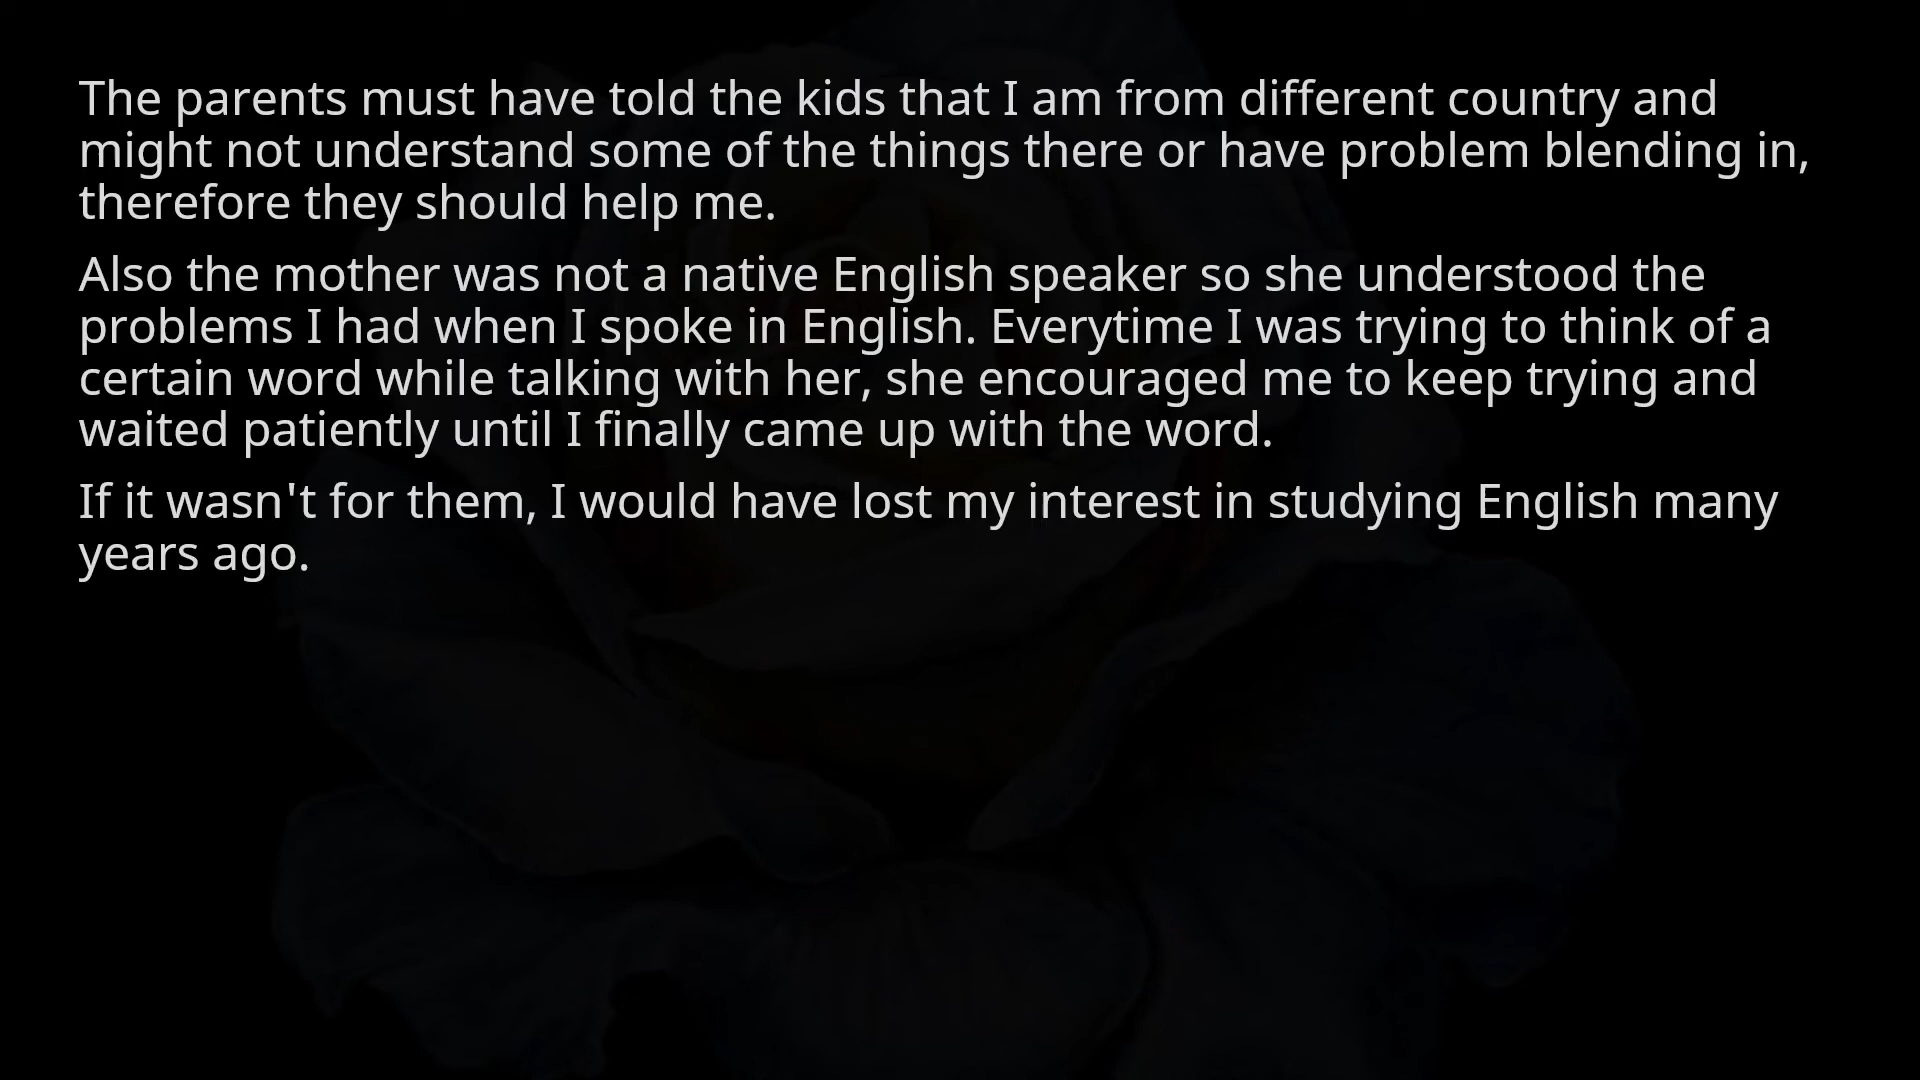 The parents must have told the kids that I am from different country and
might not understand some of the things there or have problem blending in,
therefore they should help me.
Also the mother was not a native English speaker so she understood the
problems I had when I spoke in English. Everytime I was trying to think of a
certain word while talking with her, she encouraged me to keep trying and
waited patiently until I finally came up with the word.
If it wasn't for them, I would have lost my interest in studying English many
years ago.